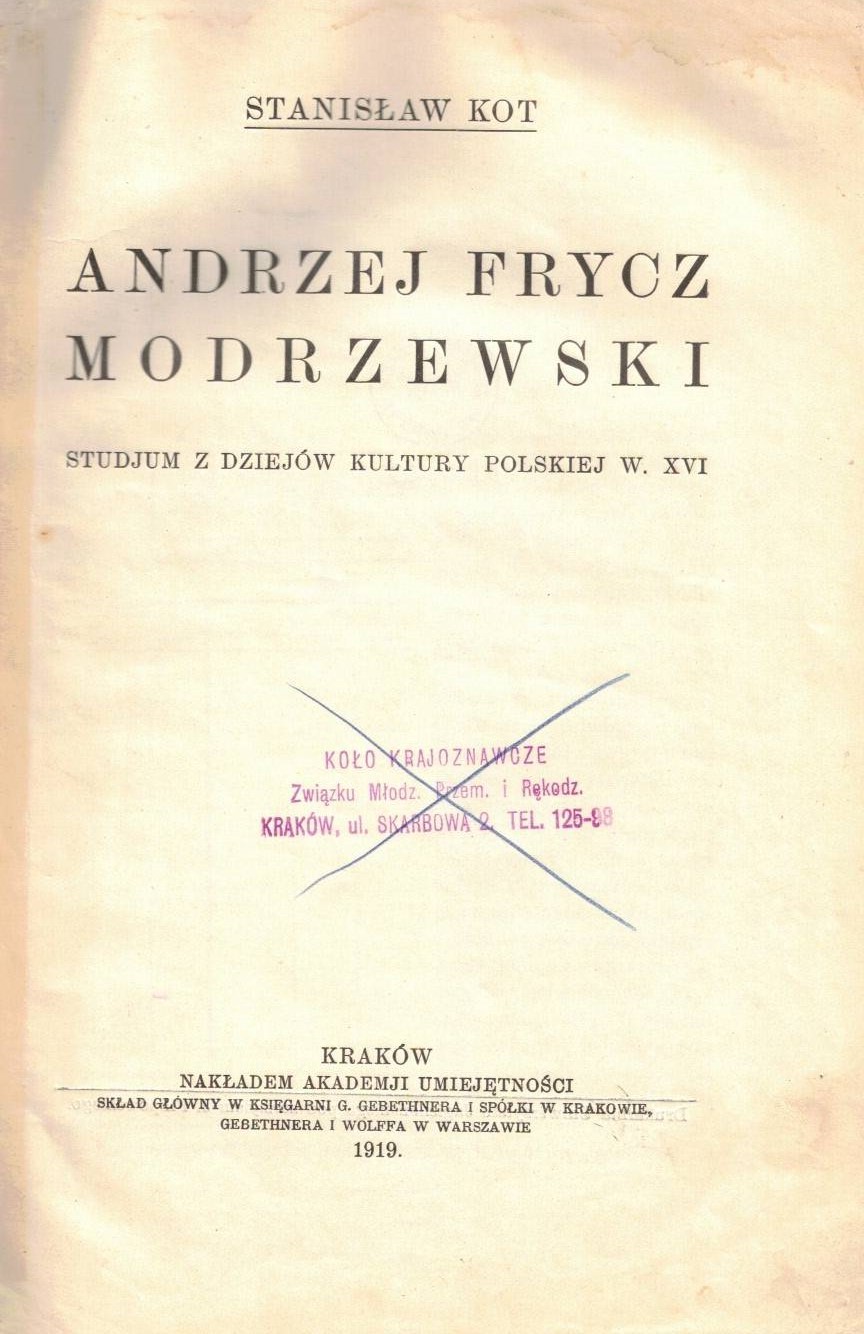 STANISŁAW KOT
ANDRZEJ FRYCZ
MODRZEWSKI
STUDJUM Z DZIEJÓW KULTURY POLSKIEJ W. XVI
KOŁO KRAJOZNAWCZE
Związku Młodz. Przem. i Rękodz.
KRAKÓW, ul. SKARBOWA 2. TEL. 125-98
KRAKÓW
NAKŁADEM AKADEMJI UMIEJĘTNOŚCI
SKŁAD GŁÓWNY W KSIĘGARNI G. GEBETHNERA I SPÓŁKI W KRAKOWIE,
GEBETHNERA I WOLFFA W WARSZAWIE
1919.